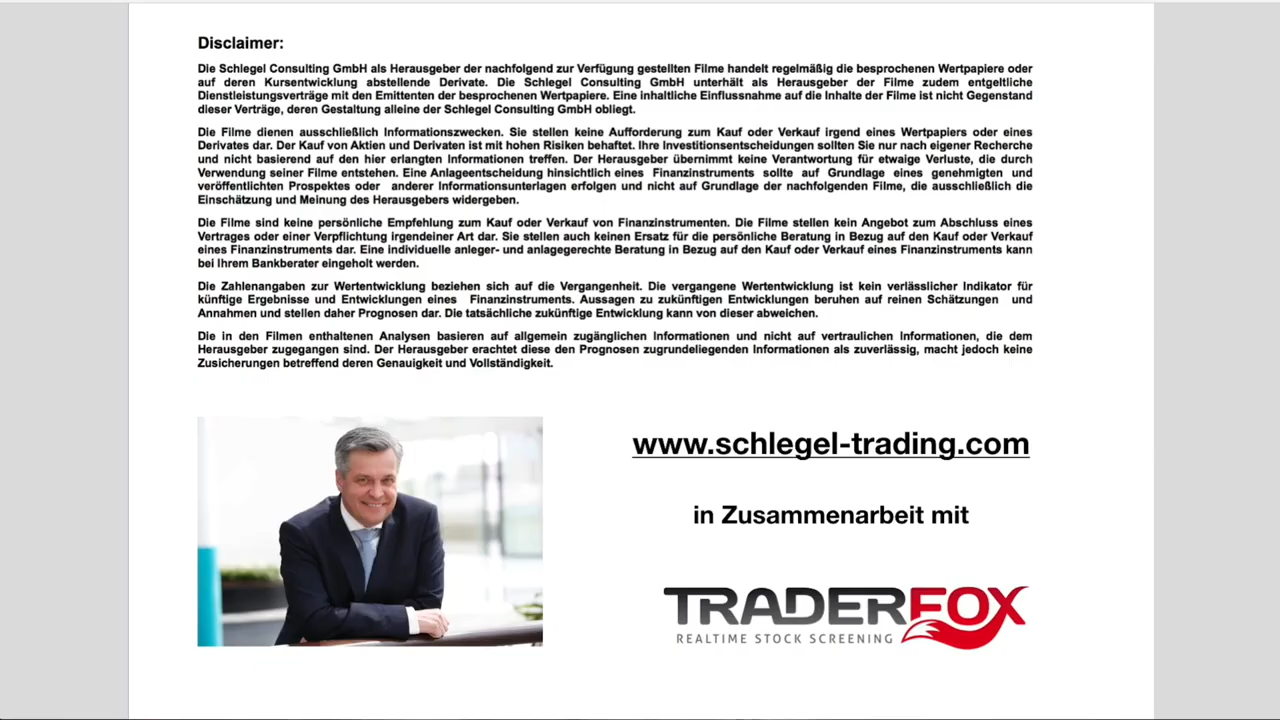 Disclaimer:
Die Schlegel Consulting GmbH als Herausgeber der nachfolgend zur Verfügung gestellten Filme handelt regelmäßig die besprochenen Wertpapiere oder
auf deren Kursentwicklung abstellende Derivate. Die Schlegel Consulting GmbH unterhält als Herausgeber der Filme zudem entgeltliche
Dienstleistungsverträge mit den Emittenten der besprochenen Wertpapiere. Eine inhaltliche Einflussnahme auf die Inhalte der Filme ist nicht Gegenstand
dieser Verträge, deren Gestaltung alleine der Schlegel Consulting GmbH obliegt.
Die Filme dienen ausschließlich Informationszwecken. Sie stellen keine Aufforderung zum Kauf oder Verkauf irgend eines Wertpapiers oder eines
Derivates dar. Der Kauf von Aktien und Derivaten ist mit hohen Risiken behaftet. Ihre Investitionsentscheidungen sollten Sie nur nach eigener Recherche
und nicht basierend auf den hier erlangten Informationen treffen. Der Herausgeber übernimmt keine Verantwortung für etwaige Verluste, die durch
Verwendung seiner Filme entstehen. Eine Anlageentscheidung hinsichtlich eines Finanzinstruments sollte auf Grundlage eines genehmigten und
veröffentlichten Prospektes oder anderer Informationsunterlagen erfolgen und nicht auf Grundlage der nachfolgenden Filme, die ausschließlich die
Einschätzung und Meinung des Herausgebers widergeben.
Die Filme sind keine persönliche Empfehlung zum Kauf oder Verkauf von Finanzinstrumenten. Die Filme stellen kein Angebot zum Abschluss eines
Vertrages oder einer Verpflichtung irgendeiner Art dar. Sie stellen auch keinen Ersatz für die persönliche Beratung in Bezug auf den Kauf oder Verkauf
eines Finanzinstruments dar. Eine individuelle anleger- und anlagegerechte Beratung in Bezug auf den Kauf oder Verkauf eines Finanzinstruments kann
bei Ihrem Bankberater eingeholt werden.
Die Zahlenangaben zur Wertentwicklung beziehen sich auf die Vergangenheit. Die vergangene Wertentwicklung ist kein verlässlicher Indikator für
künftige Ergebnisse und Entwicklungen eines Finanzinstruments. Aussagen zu zukünftigen Entwicklungen beruhen auf reinen Schätzungen und
Annahmen und stellen daher Prognosen dar. Die tatsächliche zukünftige Entwicklung kann von dieser abweichen.
Die in den Filmen enthaltenen Analysen basieren auf allgemein zugänglichen Informationen und nicht auf vertraulichen Informationen, die dem
Herausgeber zugegangen sind. Der Herausgeber erachtet diese den Prognosen zugrundeliegenden Informationen als zuverlässig, macht jedoch keine
Zusicherungen betreffend deren Genauigkeit und Vollständigkeit.
www.schlegel-trading.com
in Zusammenarbeit mit
TRADERFOX
REALTIME STOCK SCREENING